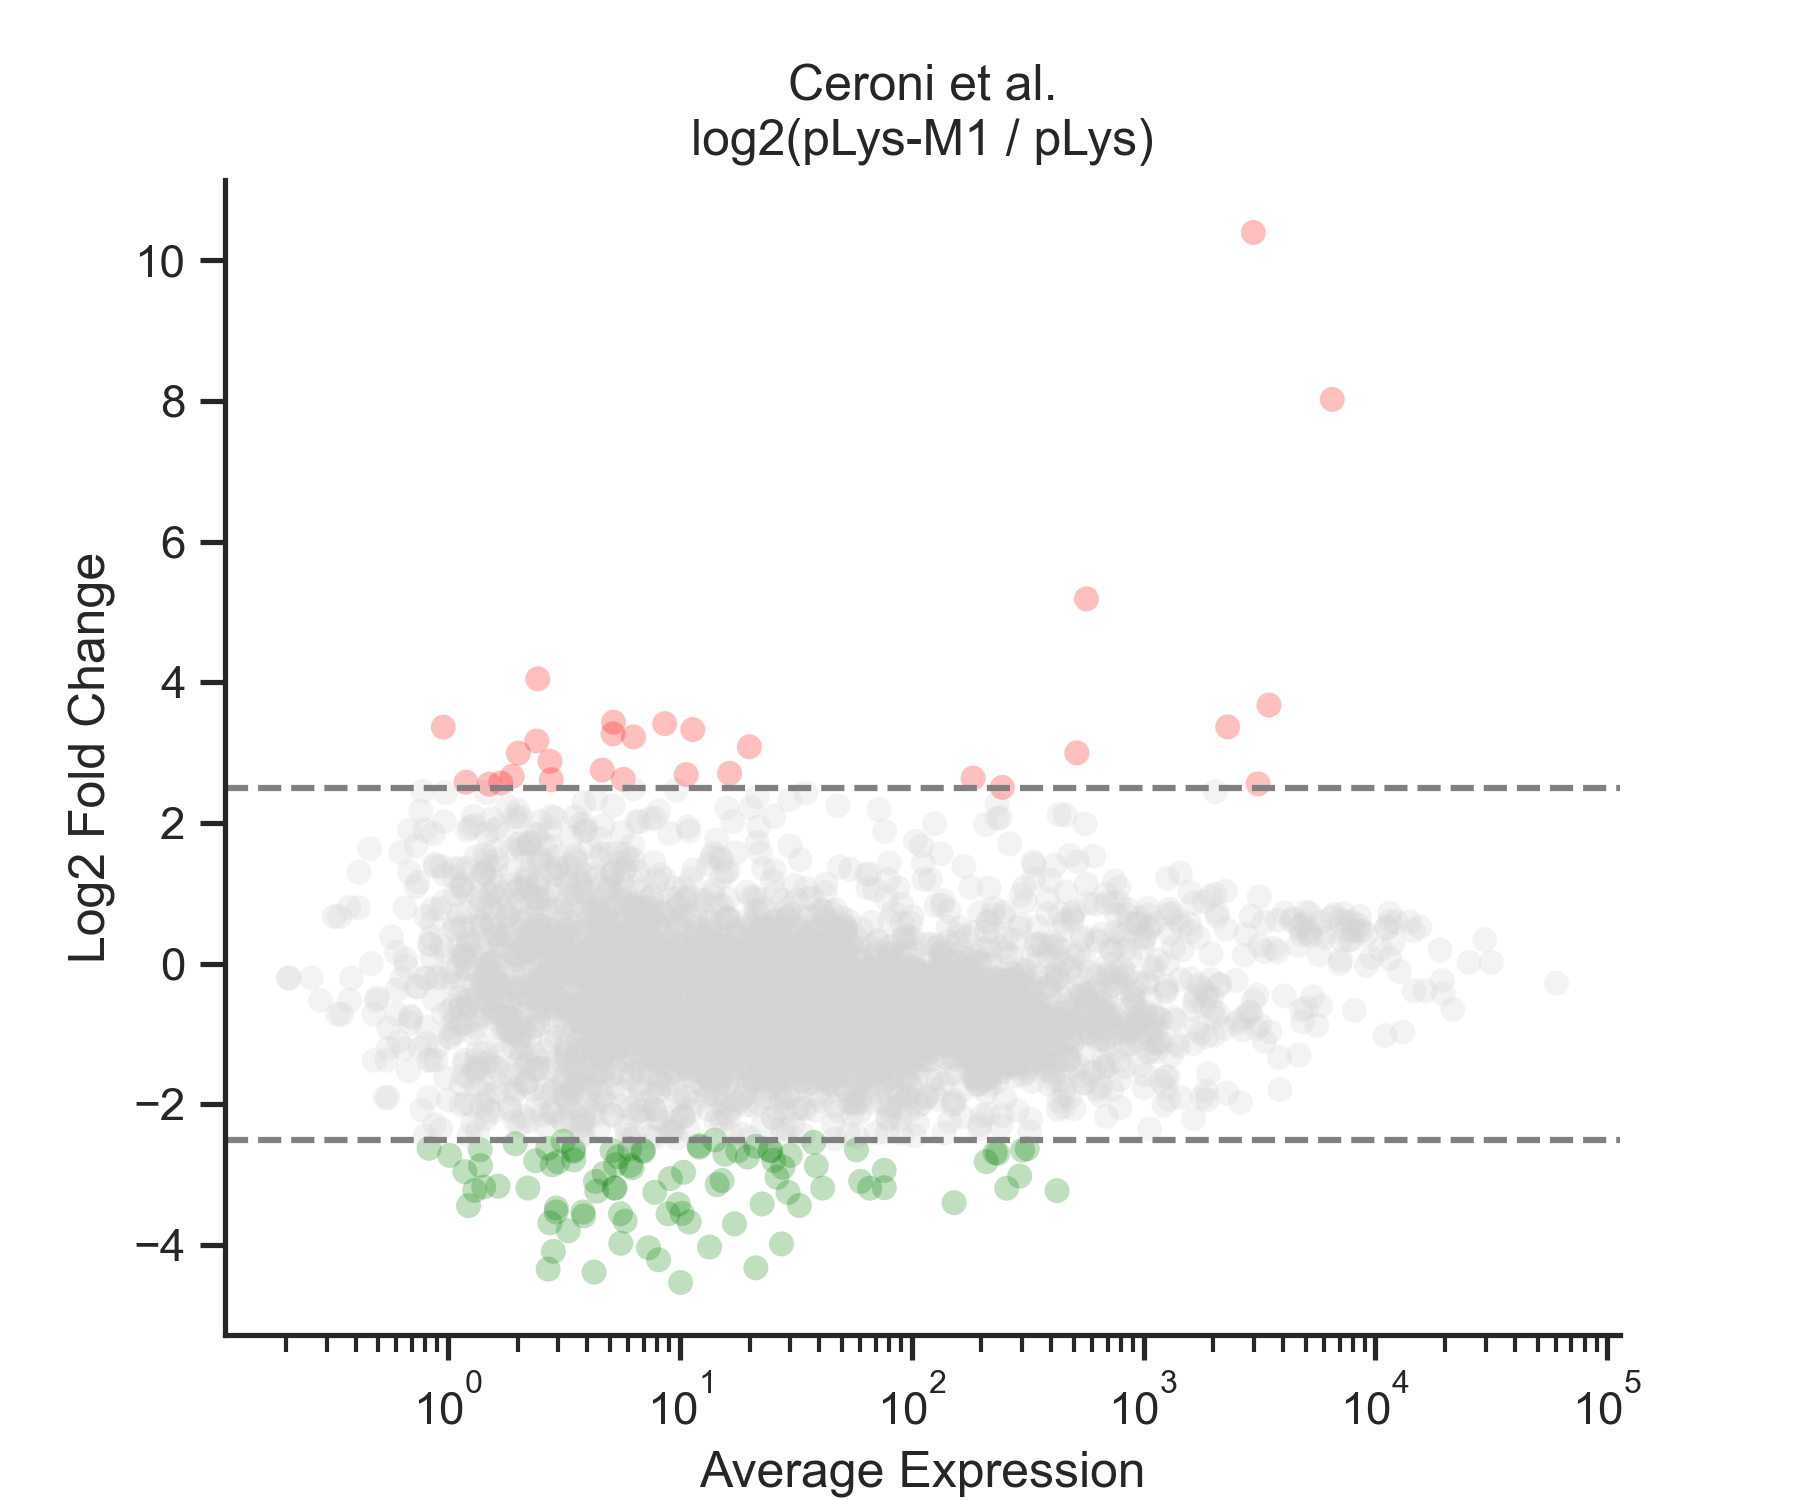 Ceroni et al.
log2(pLys-M1 / pLys)
Log2 Fold Change
10
8
6
4
2
0
−2
−4
10^0 10^1 10^2 10^3 10^4 10^5
Average Expression